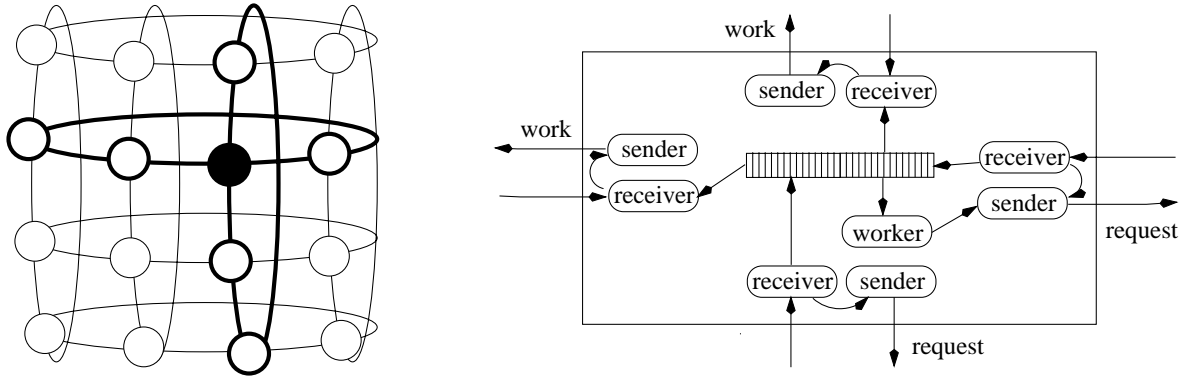 work
sender
receiver
work
sender
receiver
receiver
sender
request
worker
receiver
sender
request